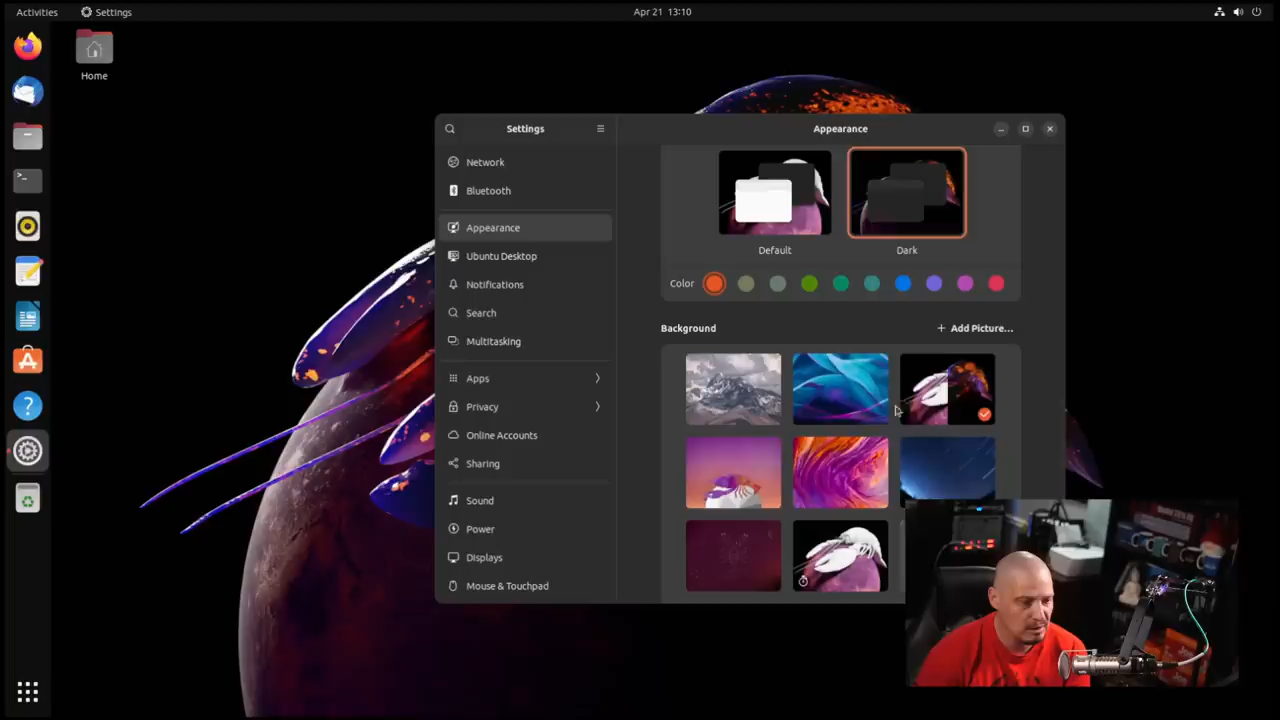 Activities
Settings
Apr 21 13:10
Home
Settings
Appearance
Network
Bluetooth
Appearance
Ubuntu Desktop
Notifications
Search
Multitasking
Apps
Privacy
Online Accounts
Sharing
Sound
Power
Displays
Mouse & Touchpad
Default
Dark
Color
Background
+ Add Picture...